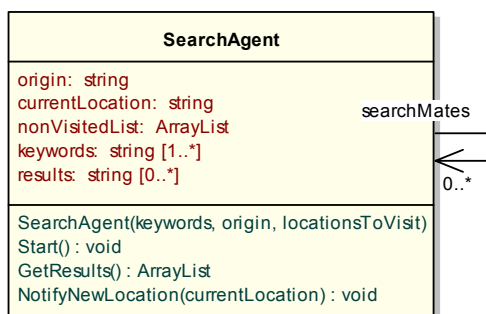 SearchAgent
origin: string
currentLocation: string
nonVisitedList: ArrayList
keywords: string [1..*]
results: string [0..*]
searchMates
0..*
SearchAgent(keywords, origin, locationsToVisit)
Start() : void
GetResults() : ArrayList
NotifyNewLocation(currentLocation) : void